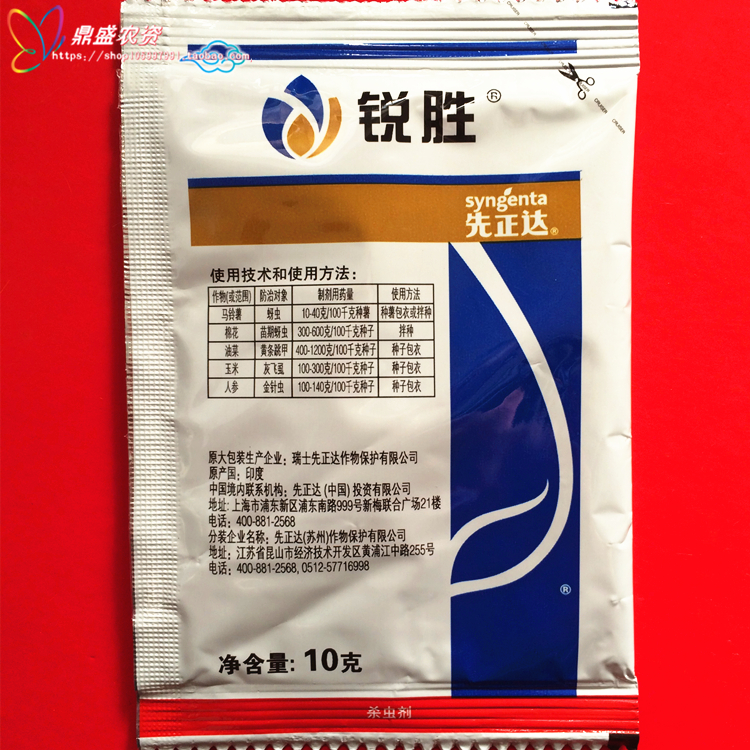 鼎盛农资
https://shop108987991.taobao.com
CRUISER
CRUISER
CRUISER
锐胜®
syngenta
先正达®
使用技术和使用方法：
作物(或范围) 防治对象 制剂用药量 使用方法
马铃薯 蚜虫 10-40克/100千克种薯 种薯包衣或拌种
棉花 苗期蚜虫 300-600克/100千克种子 拌种
油菜 黄条跳甲 400-1200克/100千克种子 种子包衣
玉米 灰飞虱 100-300克/100千克种子 种子包衣
人参 金针虫 100-140克/100千克种子 种子包衣
原大包装生产企业：瑞士先正达作物保护有限公司
原产国：印度
中国境内联系机构：先正达 (中国) 投资有限公司
地址: 上海市浦东新区浦东南路999号新梅联合广场21楼
电话：400-881-2568
分装企业名称：先正达(苏州)作物保护有限公司
地址：江苏省昆山市经济技术开发区黄浦江中路255号
电话：400-881-2568, 0512-57716998
®
净含量: 10克
杀虫剂